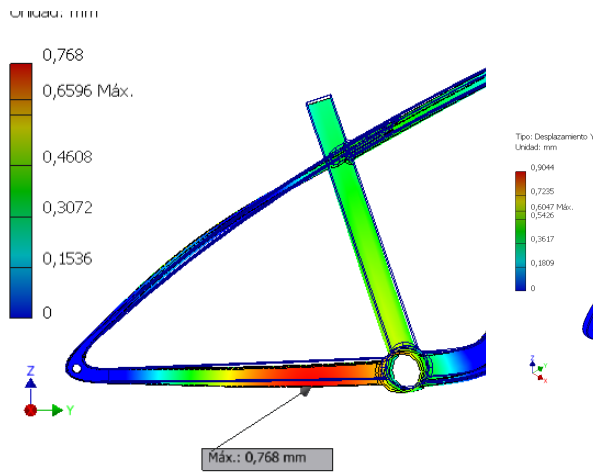 Unidad: mm
0,768
0,6596 Máx.
0,4608
0,3072
0,1536
0
Z
Y
Máx.: 0,768 mm
Tipo: Desplazamiento Y
Unidad: mm
0,9044
0,7235
0,6047 Máx.
0,5426
0,3617
0,1809
0
Z
Y
X